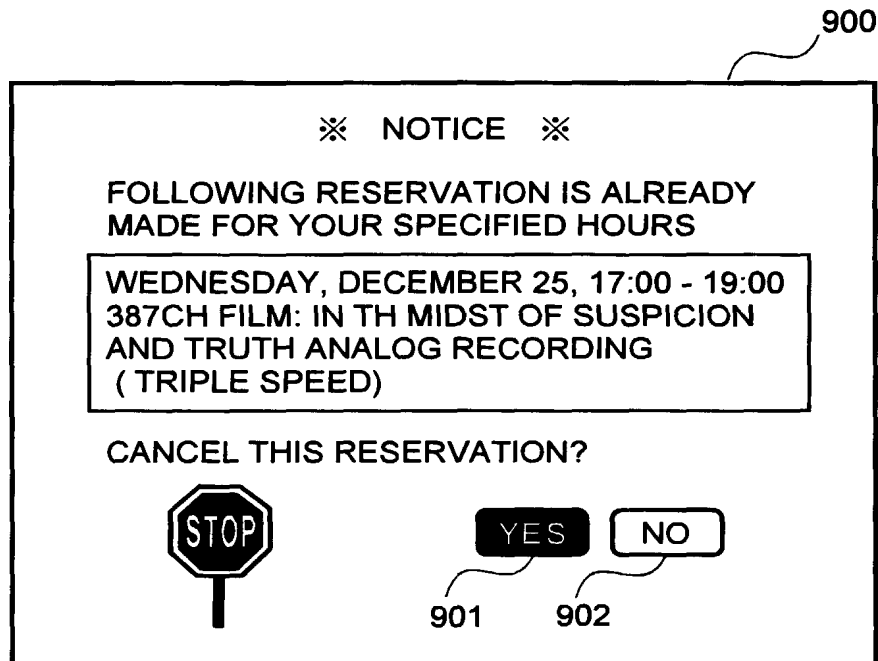 900
※ NOTICE ※
FOLLOWING RESERVATION IS ALREADY
MADE FOR YOUR SPECIFIED HOURS
WEDNESDAY, DECEMBER 25, 17:00 - 19:00
387CH FILM: IN TH MIDST OF SUSPICION
AND TRUTH ANALOG RECORDING
( TRIPLE SPEED)
CANCEL THIS RESERVATION?
STOP YES NO
901 902